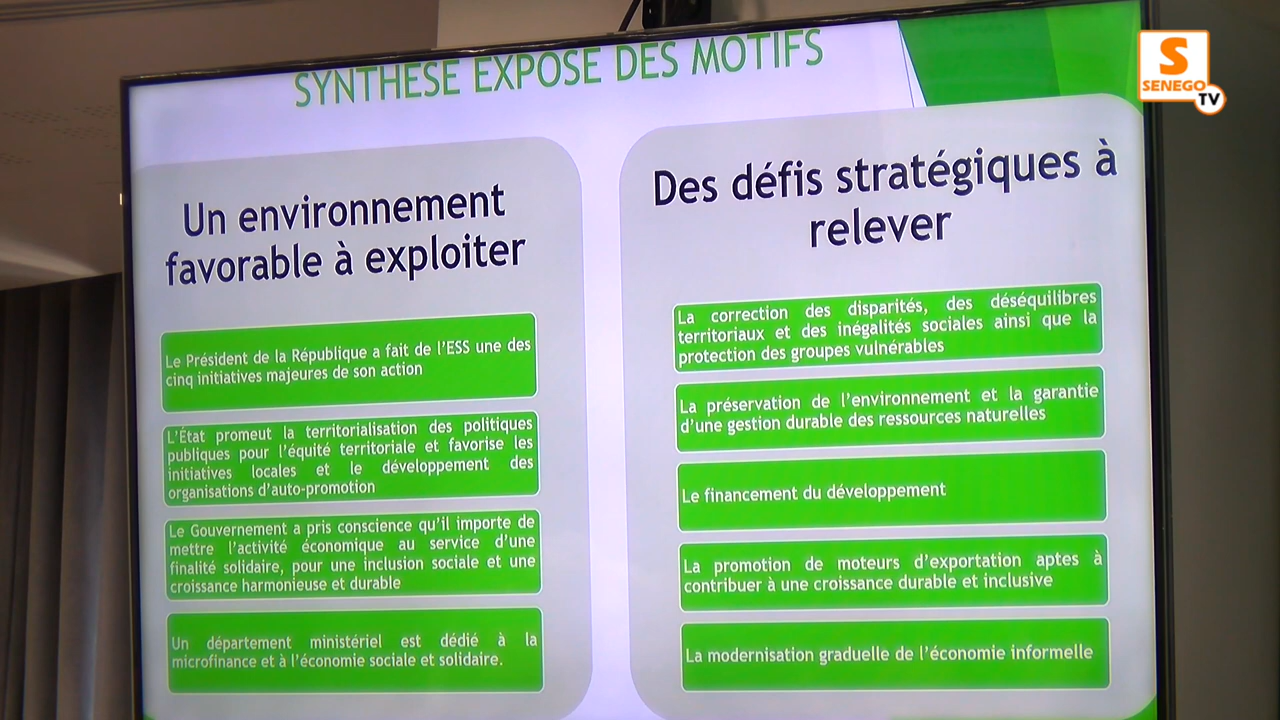 SYNTHESE EXPOSE DES MOTIFS
Un environnement
favorable à exploiter
Le Président de la République a fait de l'ESS une des
cinq initiatives majeures de son action
L'État promeut la territorialisation des politiques
publiques pour l'équité territoriale et favorise les
initiatives locales et le développement des
organisations d'auto-promotion
Le Gouvernement a pris conscience qu'il importe de
mettre l'activité économique au service d'une
finalité solidaire, pour une inclusion sociale et une
croissance harmonieuse et durable
Un département ministériel est dédié à la
microfinance et à l'économie sociale et solidaire.
Des défis stratégiques à
relever
La correction des disparités, des déséquilibres
territoriaux et des inégalités sociales ainsi que la
protection des groupes vulnérables
La préservation de l'environnement et la garantie
d'une gestion durable des ressources naturelles
Le financement du développement
La promotion de moteurs d'exportation aptes à
contribuer à une croissance durable et inclusive
La modernisation graduelle de l'économie informelle
S
SENEGO
TV